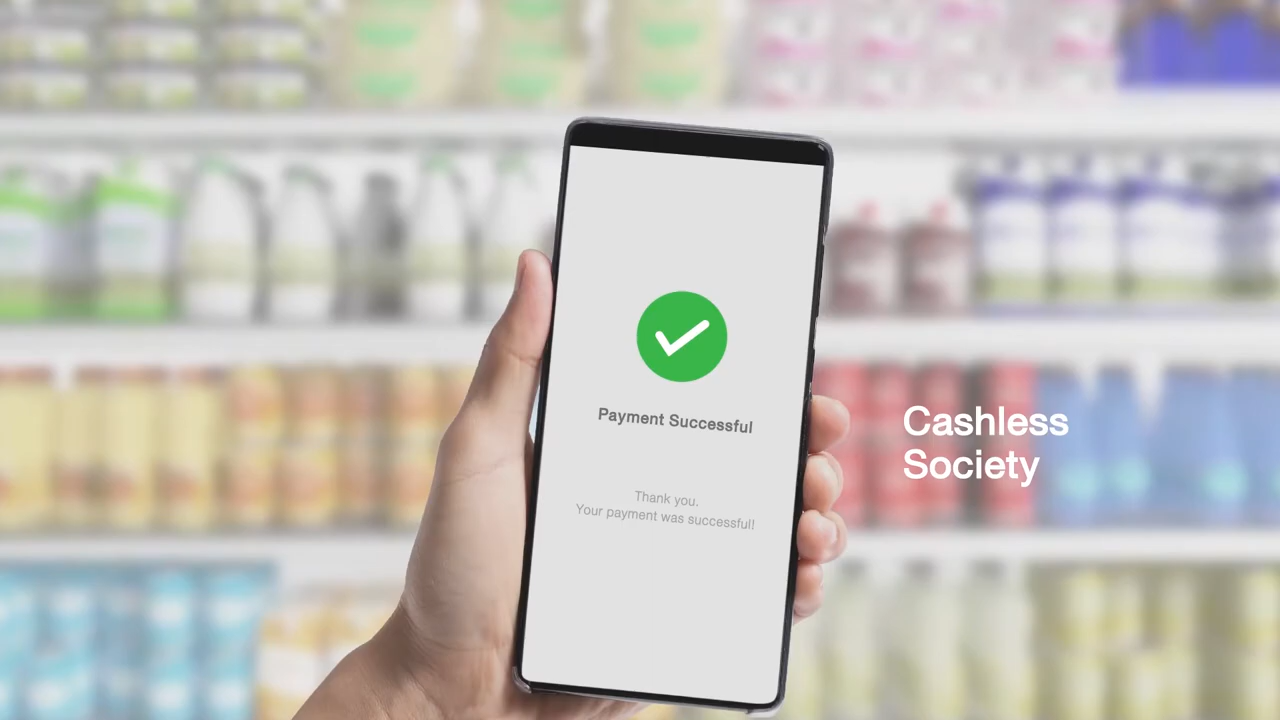 Payment Successful
Thank you.
Your payment was successful!
Cashless
Society